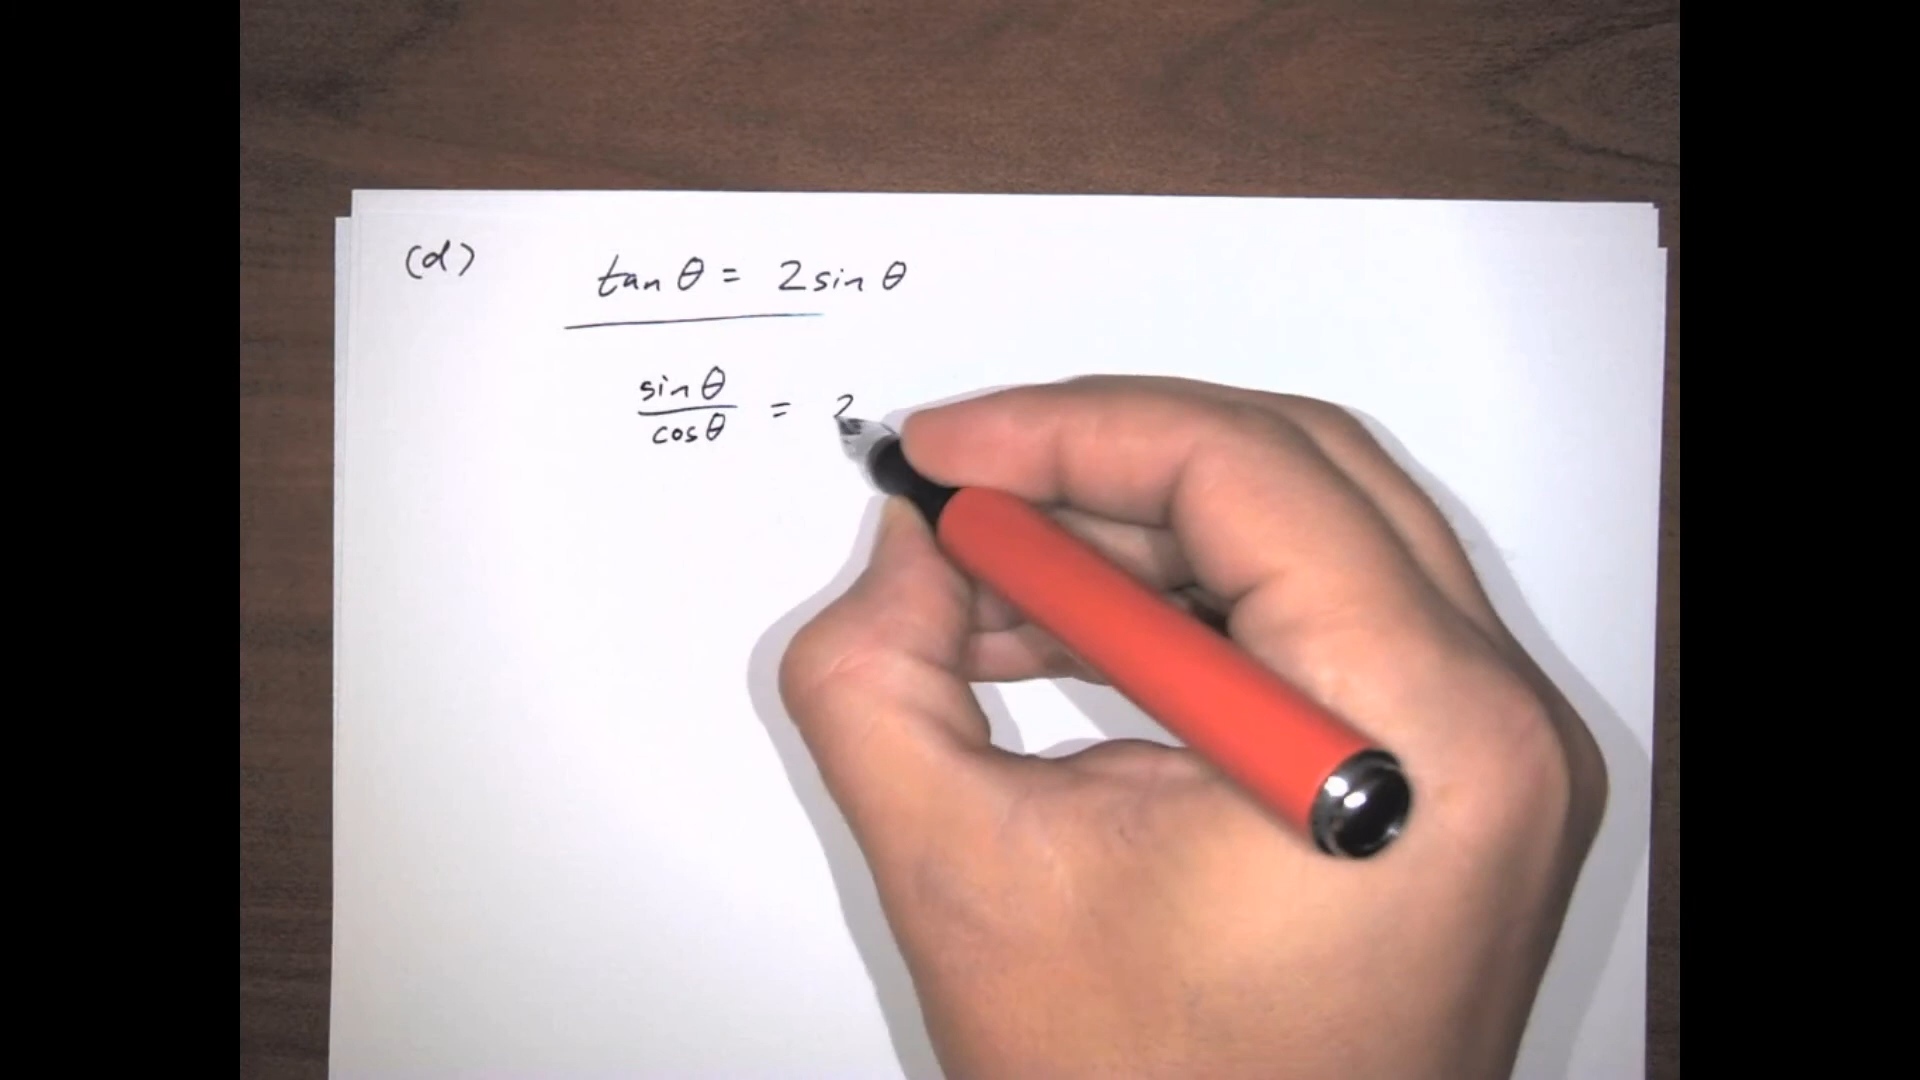 (d) tan θ = 2 sin θ
sin θ / cos θ = 2